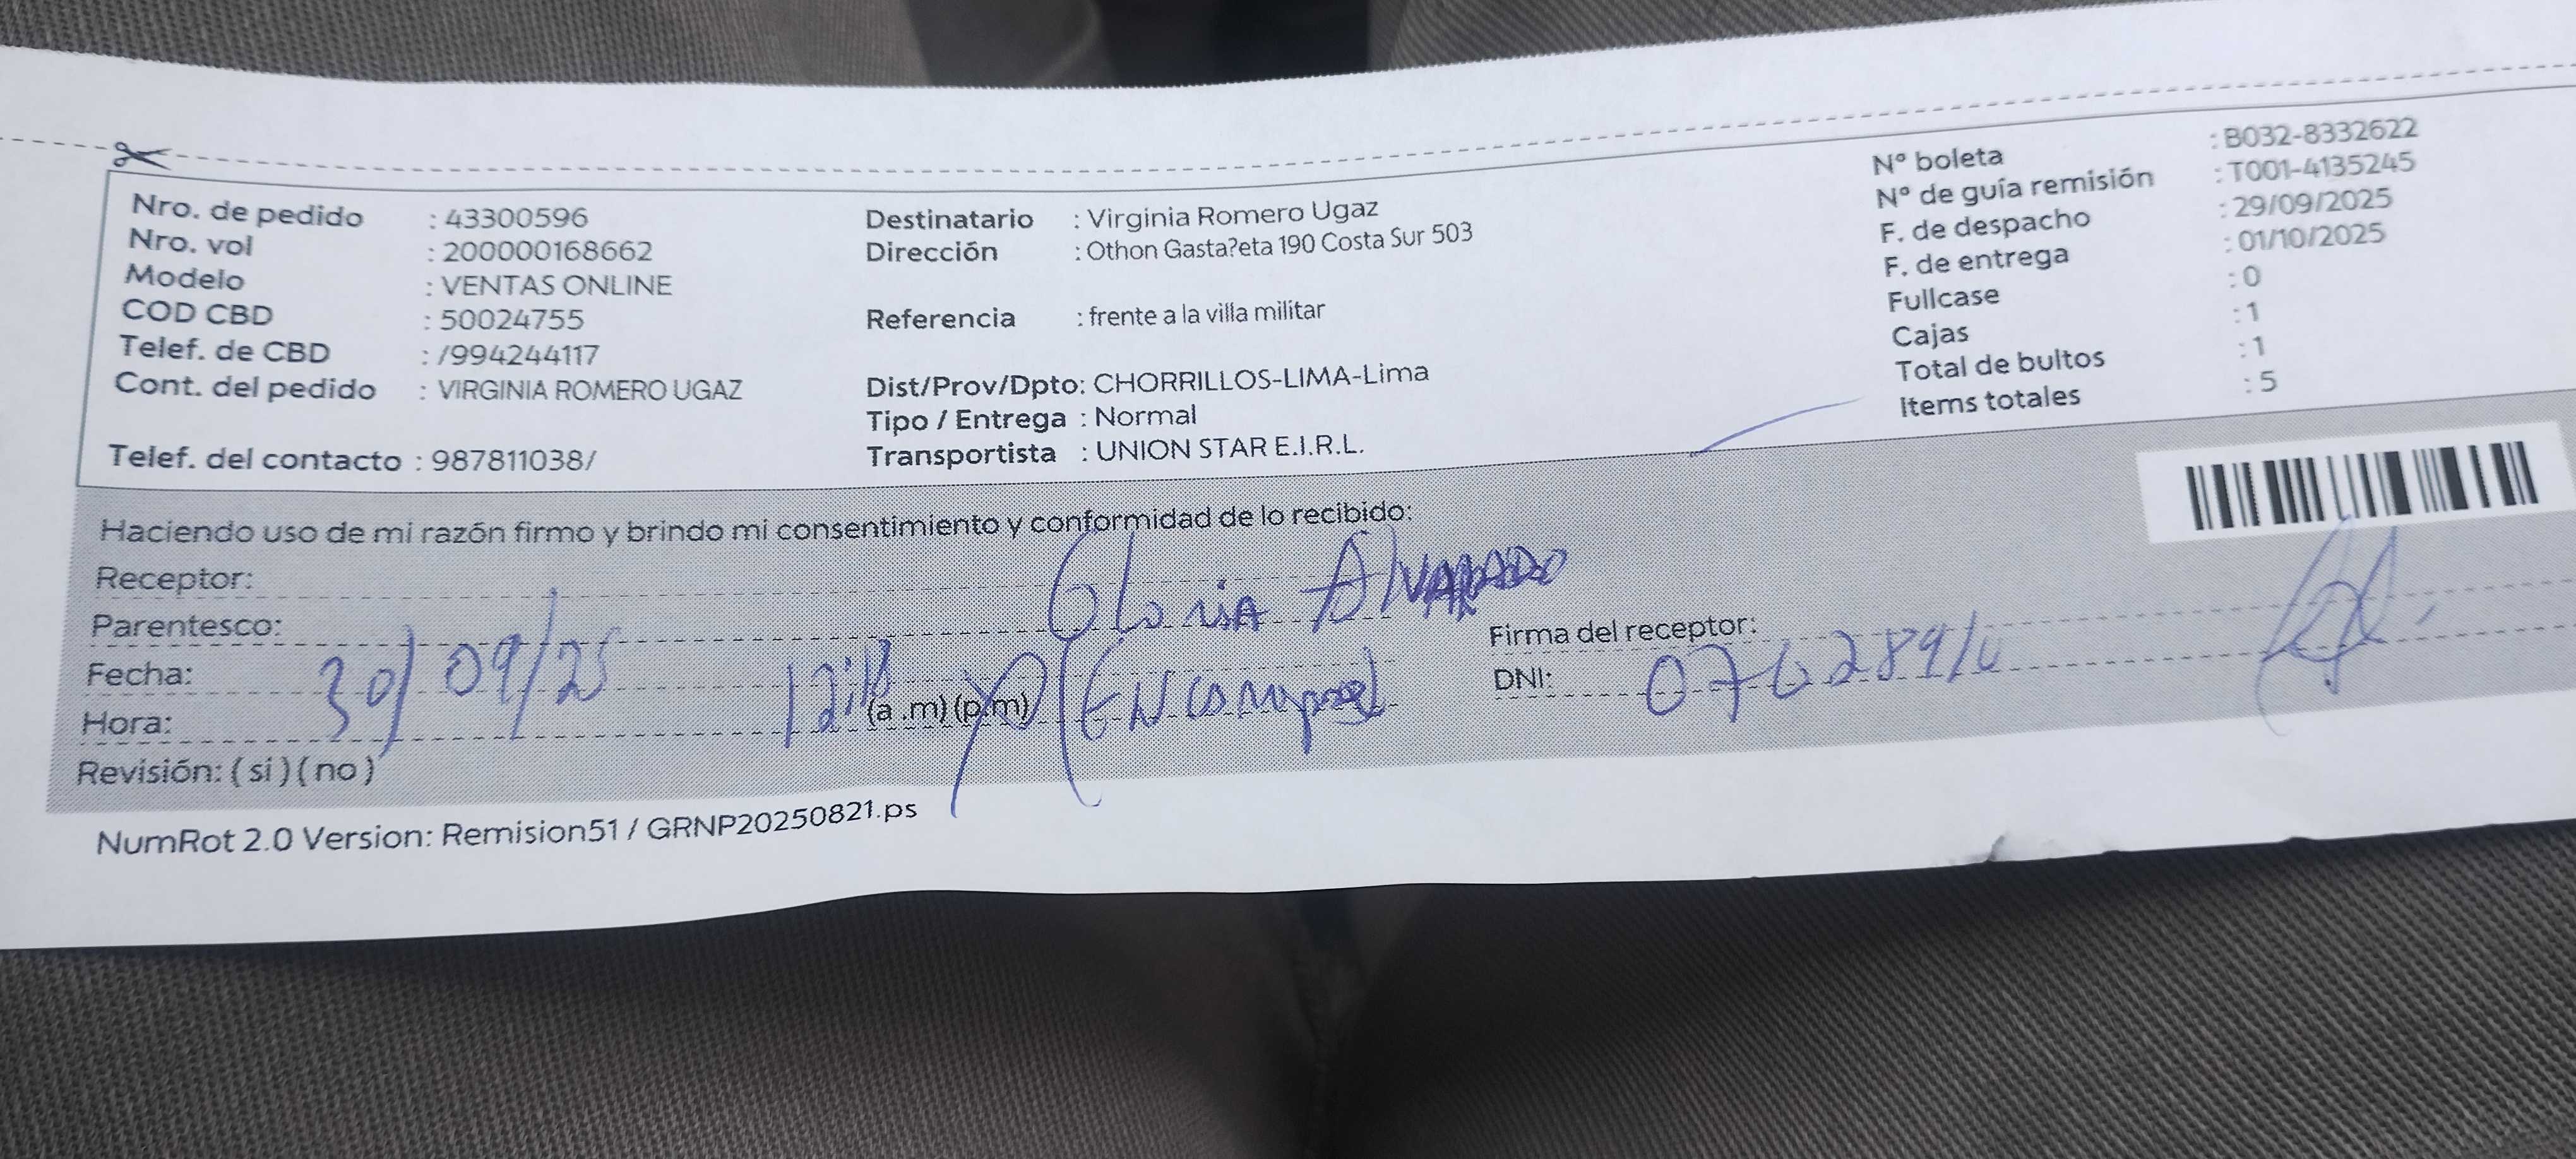 Nro. de pedido : 43300596
Nro. vol : 200000168662
Modelo : VENTAS ONLINE
COD CBD : 50024755
Telef. de CBD : /994244117
Cont. del pedido : VIRGINIA ROMERO UGAZ
Telef. del contacto : 987811038/
Destinatario : Virginia Romero Ugaz
Dirección : Othon Gasta?eta 190 Costa Sur 503
Referencia : frente a la villa militar
Dist/Prov/Dpto: CHORRILLOS-LIMA-Lima
Tipo / Entrega : Normal
Transportista : UNION STAR E.I.R.L.
Nº boleta : B032-8332622
Nº de guía remisión : T001-4135245
F. de despacho : 29/09/2025
F. de entrega : 01/10/2025
Fullcase : 0
Cajas : 1
Total de bultos : 1
Items totales : 5
Haciendo uso de mi razón firmo y brindo mi consentimiento y conformidad de lo recibido:
Receptor: Gloria Alvarado
Parentesco:
Fecha: 30/09/25
Hora: (a .m) (p.m)
Revisión: ( si ) ( no )
Firma del receptor:
DNI:
NumRot 2.0 Version: Remision51 / GRNP20250821.ps